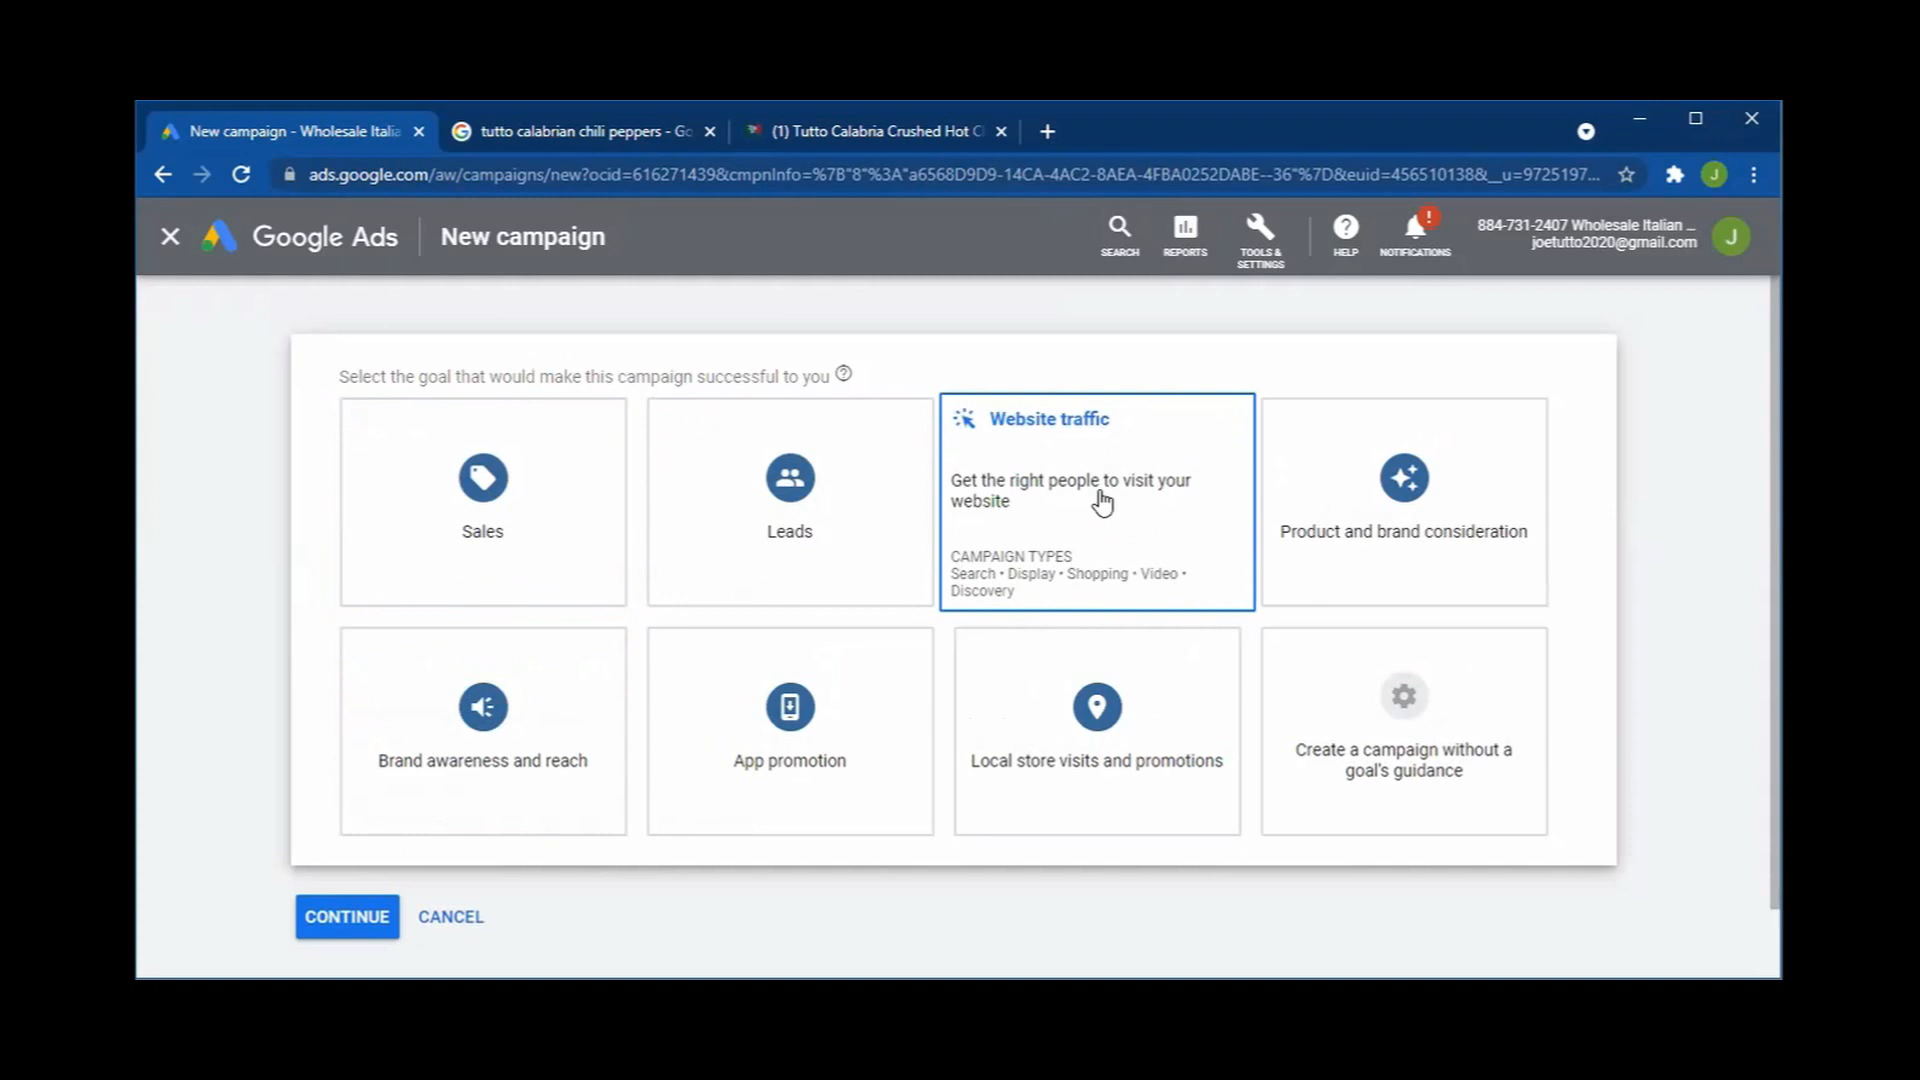 New campaign - Wholesale Italia
tutto calabrian chili peppers - Go
(1) Tutto Calabria Crushed Hot C
ads.google.com/aw/campaigns/new?ocid=616271439&cmpnInfo=%7B"8"%3A"a6568D9D9-14CA-4AC2-8AEA-4FBA0252DABE--36"%7D&euid=456510138&__u=9725197...
J
Google Ads
New campaign
SEARCH
REPORTS
TOOLS &
SETTINGS
HELP
!
NOTIFICATIONS
884-731-2407 Wholesale Italian ...
joetutto2020@gmail.com
J
Select the goal that would make this campaign successful to you
Sales
Leads
Website traffic
Get the right people to visit your
website
CAMPAIGN TYPES
Search • Display • Shopping • Video •
Discovery
Product and brand consideration
Brand awareness and reach
App promotion
Local store visits and promotions
Create a campaign without a
goal's guidance
CONTINUE
CANCEL